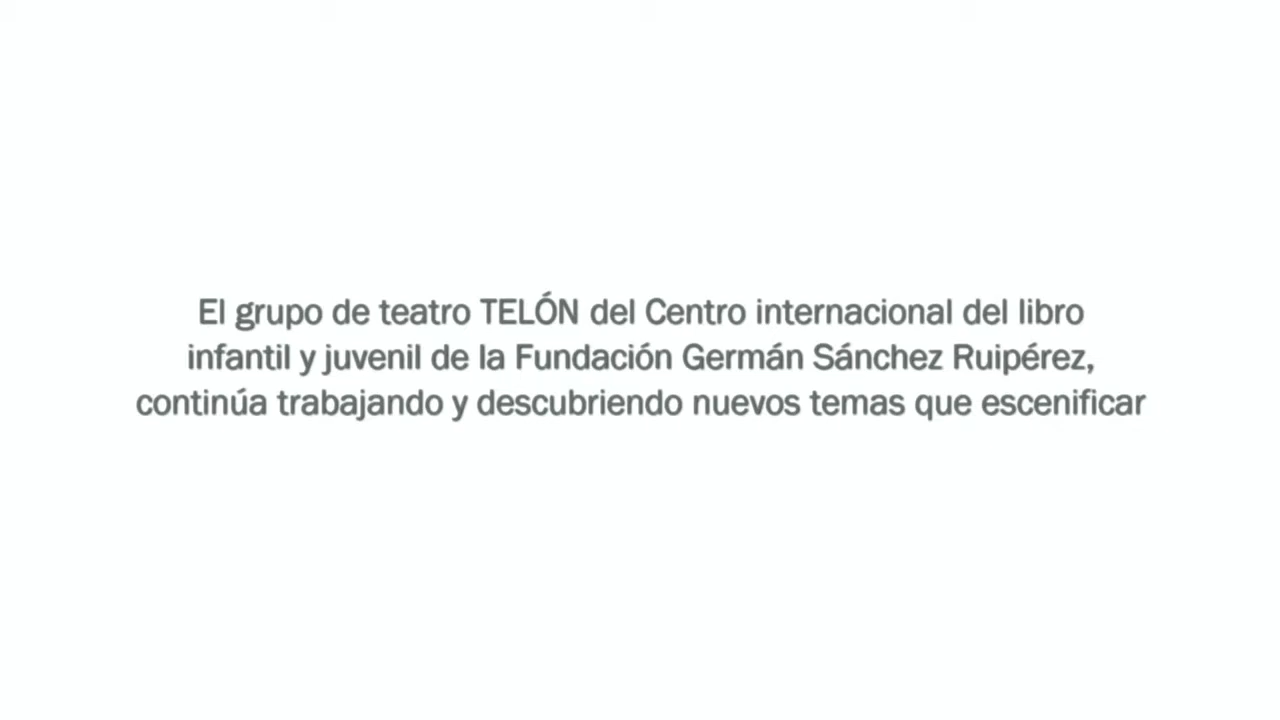 El grupo de teatro TELÓN del Centro internacional del libro
infantil y juvenil de la Fundación Germán Sánchez Ruipérez,
continúa trabajando y descubriendo nuevos temas que escenificar